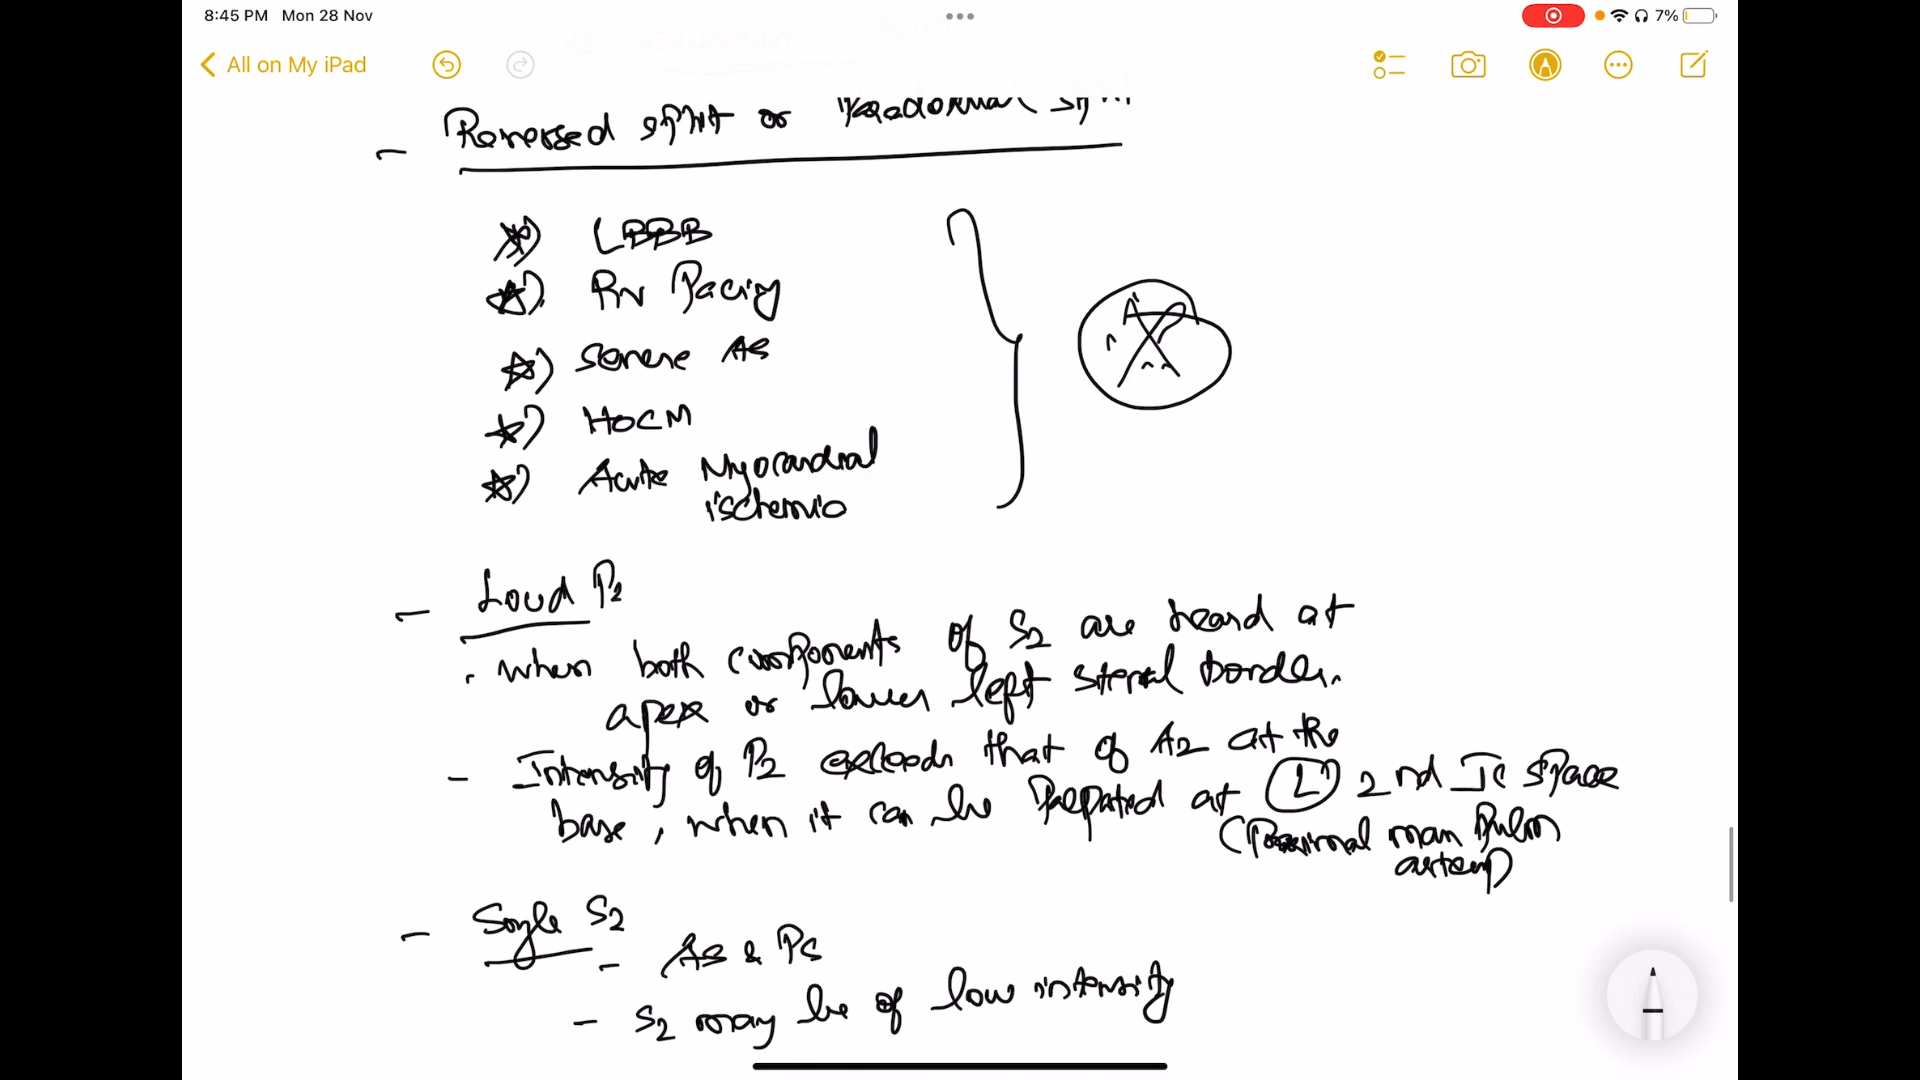 8:45 PM Mon 28 Nov
7%
All on My iPad
- Reversed split or Paradoxical split
LBBB
RV Pacing
Severe AS
HOCM
Acute Myocardial
ischemia
- Loud P2
. when both components of S2 are heard at
apex or lower left sternal border.
- Intensity of P2 exceeds that of A2 at the
base, when it can be Palpated at (L) 2nd IC space
(Proximal main Pulm
artery)
- Single S2
- AS & PS
- S2 may be of low intensity